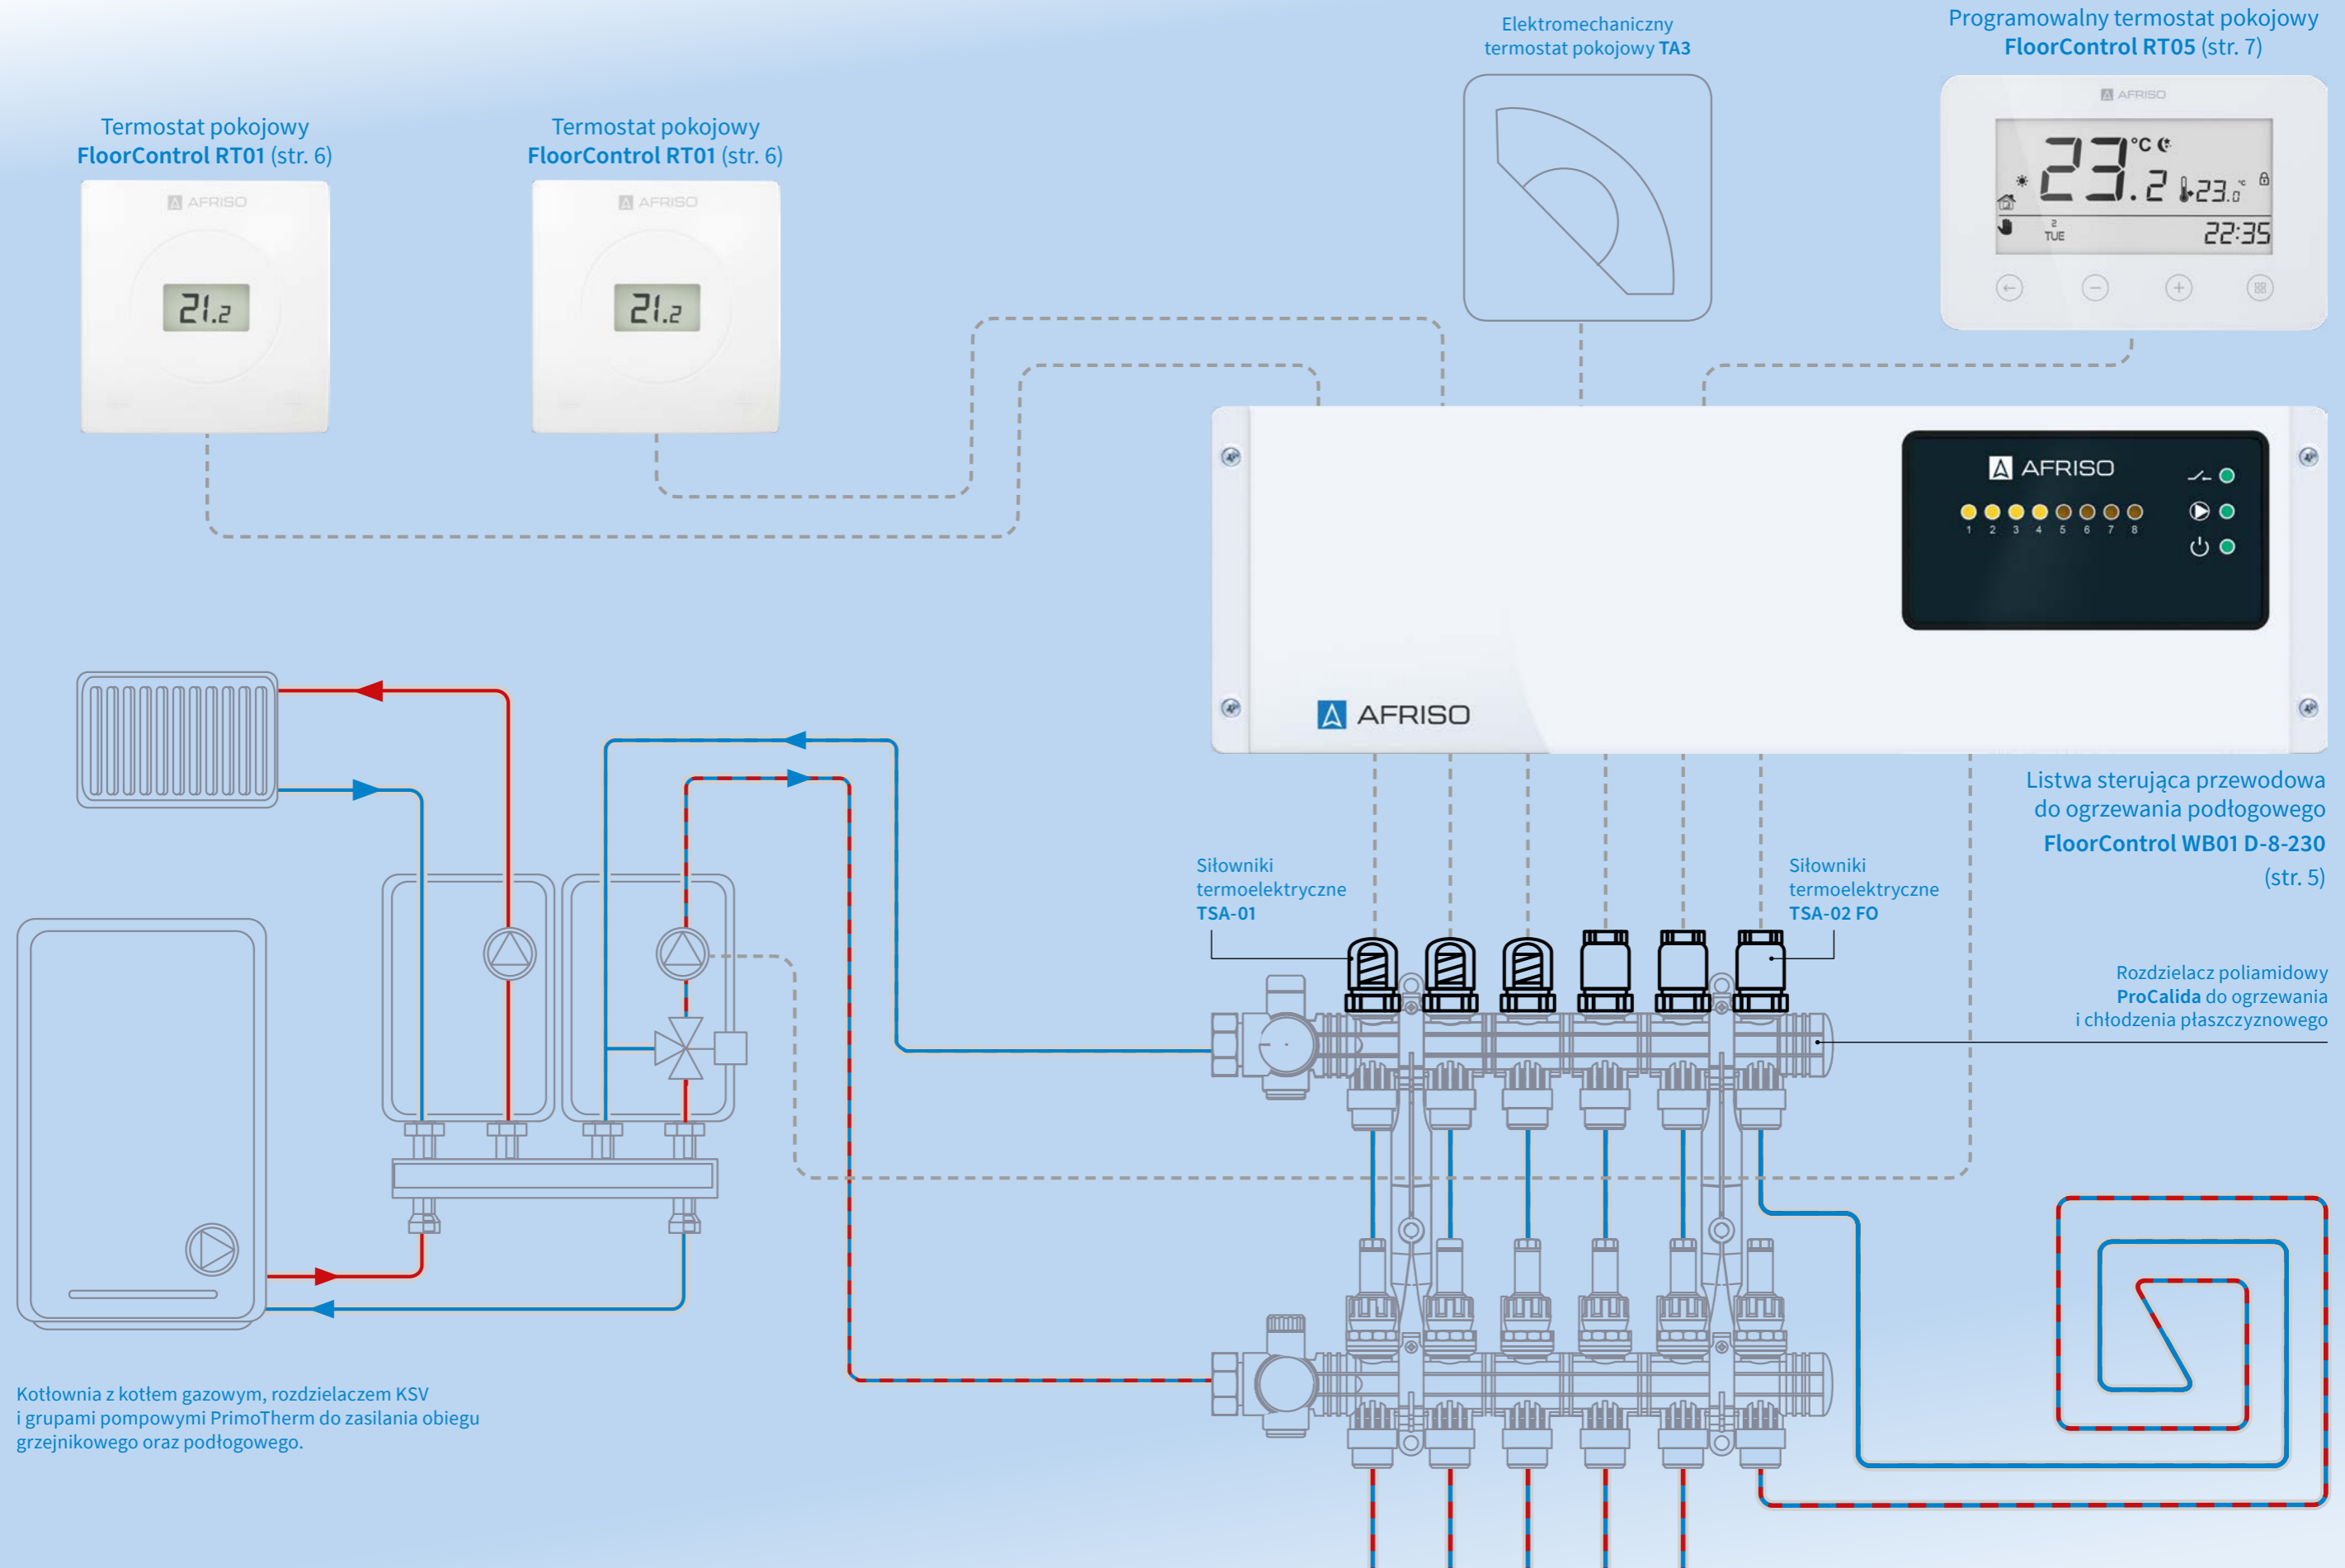 Elektromechaniczny
termostat pokojowy TA3
Programowalny termostat pokojowy
FloorControl RT05 (str. 7)
Termostat pokojowy
FloorControl RT01 (str. 6)
Termostat pokojowy
FloorControl RT01 (str. 6)
AFRISO
21.2
AFRISO
21.2
AFRISO
23.2 °C
23.0 °C
2
TUE
22:35
AFRISO
1 2 3 4 5 6 7 8
AFRISO
Listwa sterująca przewodowa
do ogrzewania podłogowego
FloorControl WB01 D-8-230
(str. 5)
Siłowniki
termoelektryczne
TSA-01
Siłowniki
termoelektryczne
TSA-02 FO
Rozdzielacz poliamidowy
ProCalida do ogrzewania
i chłodzenia płaszczyznowego
Kotłownia z kotłem gazowym, rozdzielaczem KSV
i grupami pompowymi PrimoTherm do zasilania obiegu
grzejnikowego oraz podłogowego.